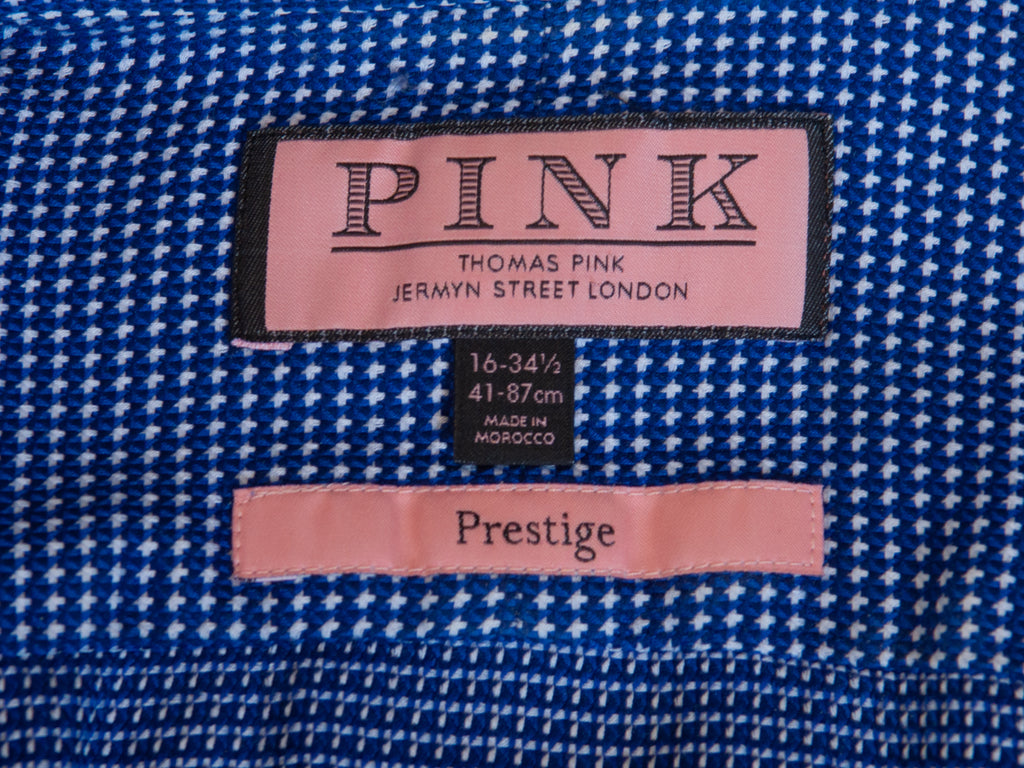 PINK
THOMAS PINK
JERMYN STREET LONDON
16-34½
41-87cm
MADE IN
MOROCCO
Prestige